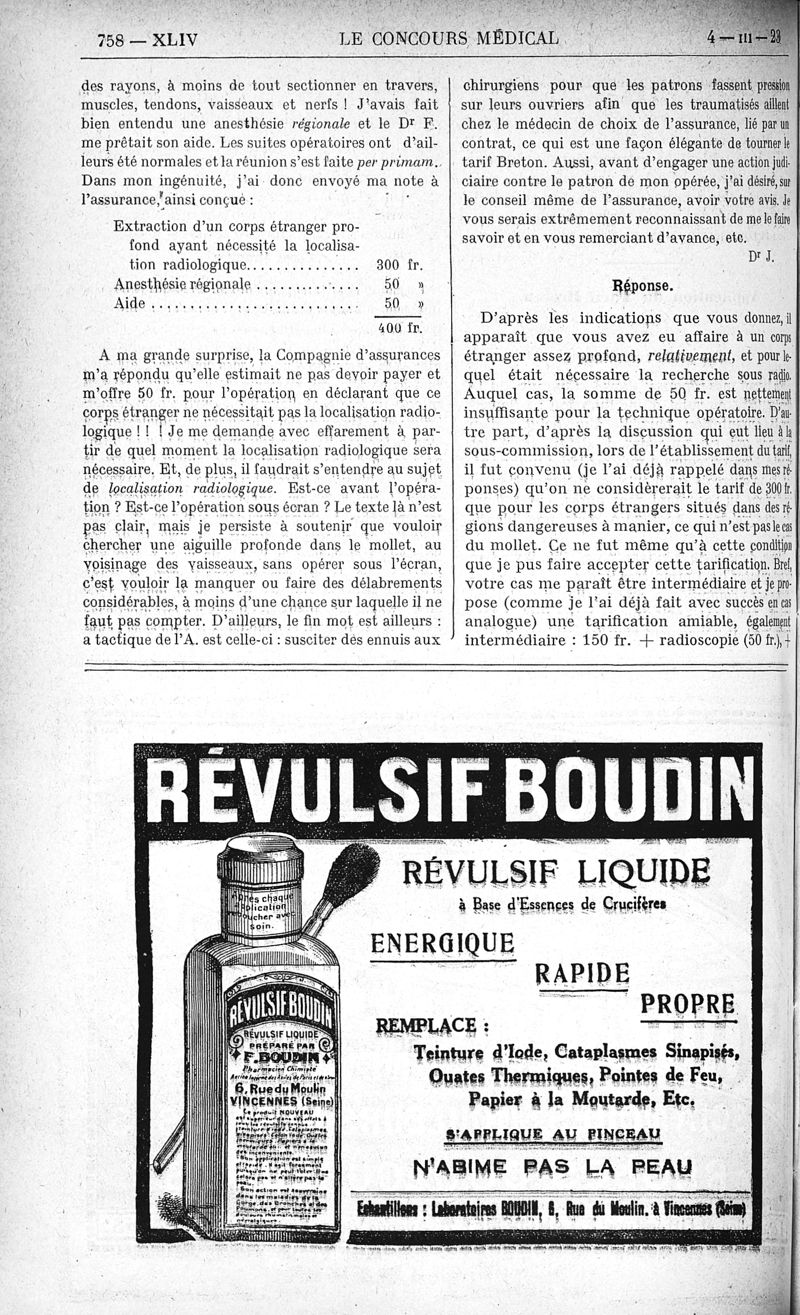 758 — XLIV
LE CONCOURS MÉDICAL
4 — III — 23
des rayons, à moins de tout sectionner en travers,
muscles, tendons, vaisseaux et nerfs ! J'avais fait
bien entendu une anesthésie régionale et le Dr F.
me prêtait son aide. Les suites opératoires ont d'ail-
leurs été normales et la réunion s'est faite per primam.
Dans mon ingénuité, j'ai donc envoyé ma note à
l'assurance, ainsi conçue :
Extraction d'un corps étranger pro-
fond ayant nécessité la localisa-
tion radiologique............... 300 fr.
Anesthésie régionale .............. 50 »
Aide .......................... 50 »
400 fr.
A ma grande surprise, la Compagnie d'assurances
m'a répondu qu'elle estimait ne pas devoir payer et
m'offre 50 fr. pour l'opération en déclarant que ce
corps étranger ne nécessitait pas la localisation radio-
logique ! ! ! Je me demande avec effarement à par-
tir de quel moment la localisation radiologique sera
nécessaire. Et, de plus, il faudrait s'entendre au sujet
de localisation radiologique. Est-ce avant l'opéra-
tion ? Est-ce l'opération sous écran ? Le texte là n'est
pas clair, mais je persiste à soutenir que vouloir
chercher une aiguille profonde dans le mollet, au
voisinage des vaisseaux, sans opérer sous l'écran,
c'est vouloir la manquer ou faire des délabrements
considérables, à moins d'une chance sur laquelle il ne
faut pas compter. D'ailleurs, le fin mot est ailleurs :
a tactique de l'A. est celle-ci : susciter des ennuis aux
chirurgiens pour que les patrons fassent pression
sur leurs ouvriers afin que les traumatisés aillent
chez le médecin de choix de l'assurance, lié par un
contrat, ce qui est une façon élégante de tourner le
tarif Breton. Aussi, avant d'engager une action judi-
ciaire contre le patron de mon opérée, j'ai désiré, sur
le conseil même de l'assurance, avoir votre avis. Je
vous serais extrêmement reconnaissant de me le faire
savoir et en vous remerciant d'avance, etc.
Dr J.
Réponse.
D'après les indications que vous donnez, il
apparaît que vous avez eu affaire à un corps
étranger assez profond, relativement, et pour le-
quel était nécessaire la recherche sous radio.
Auquel cas, la somme de 50 fr. est nettement
insuffisante pour la technique opératoire. D'au-
tre part, d'après la discussion qui eut lieu à la
sous-commission, lors de l'établissement du tarif,
il fut convenu (je l'ai déjà rappelé dans mes ré-
ponses) qu'on ne considèrerait le tarif de 300 fr.
que pour les corps étrangers situés dans des ré-
gions dangereuses à manier, ce qui n'est pas le cas
du mollet. Ce ne fut même qu'à cette condition
que je pus faire accepter cette tarification. Bref,
votre cas me paraît être intermédiaire et je pro-
pose (comme je l'ai déjà fait avec succès en cas
analogue) une tarification amiable, également
intermédiaire : 150 fr. + radioscopie (50 fr.), +
RÉVULSIF BOUDIN
RÉVULSIF LIQUIDE
à Base d'Essences de Crucifères
ENERGIQUE
RAPIDE
PROPRE
REMPLACE :
Teinture d'Iode, Cataplasmes Sinapisés,
Ouates Thermiques, Pointes de Feu,
Papier à la Moutarde, Etc.
S'APPLIQUE AU PINCEAU
N'ABIME PAS LA PEAU
Echantillons : Laboratoires BOUDIN, 6, Rue du Moulin. à Vincennes (Seine)
Après chaque
application
reboucher avec
soin.
RÉVULSIF BOUDIN
RÉVULSIF LIQUIDE
PRÉPARÉ PAR
F. BOUDIN
Pharmacien Chimiste
6, Rue du Moulin
VINCENNES (Seine)
Ce produit NOUVEAU